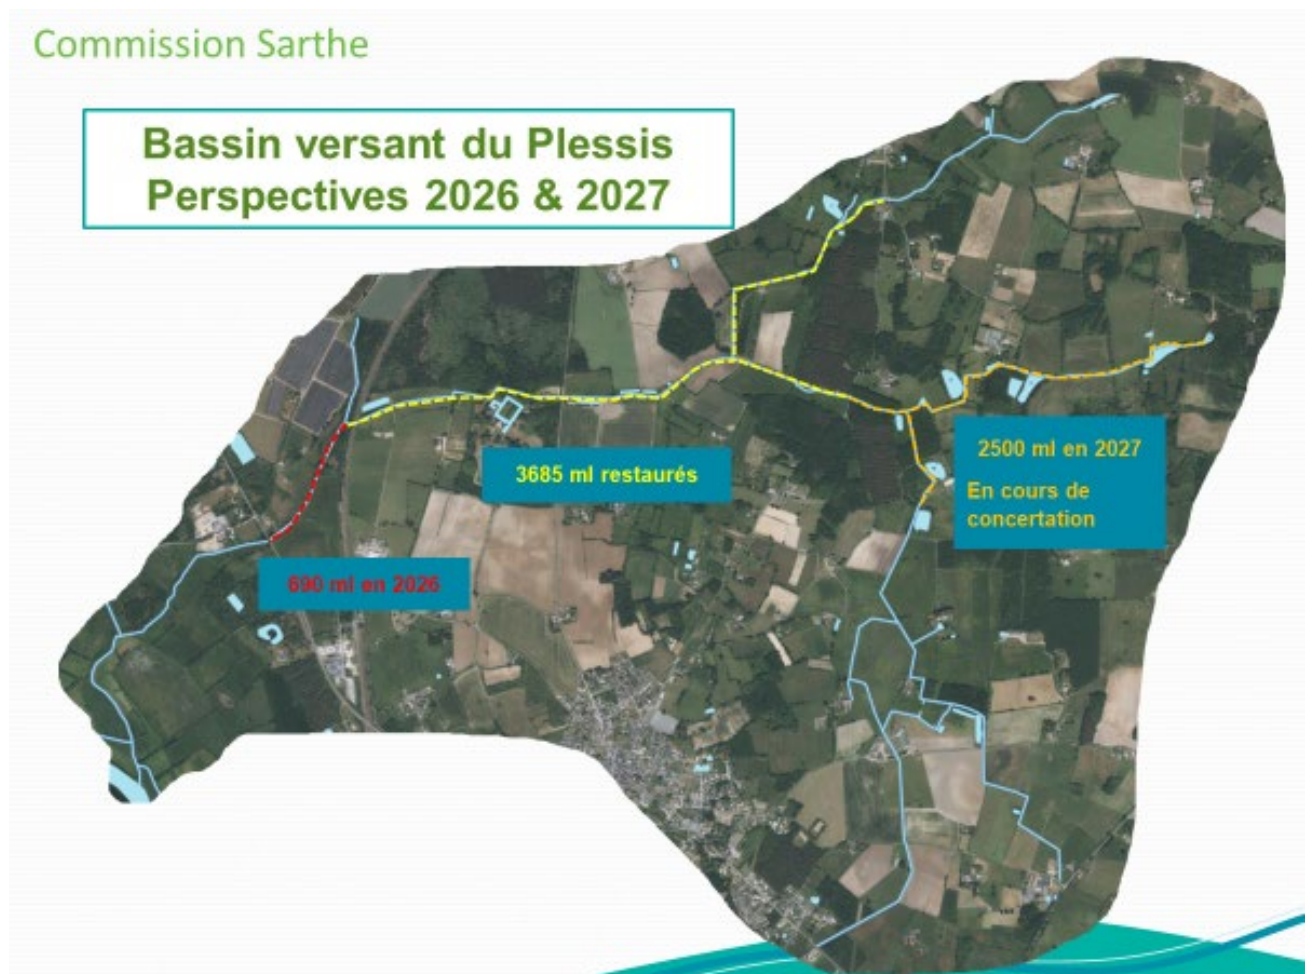 Commission Sarthe
Bassin versant du Plessis
Perspectives 2026 & 2027
2500 ml en 2027
3685 ml restaurés
En cours de
concertation
690 ml en 2026